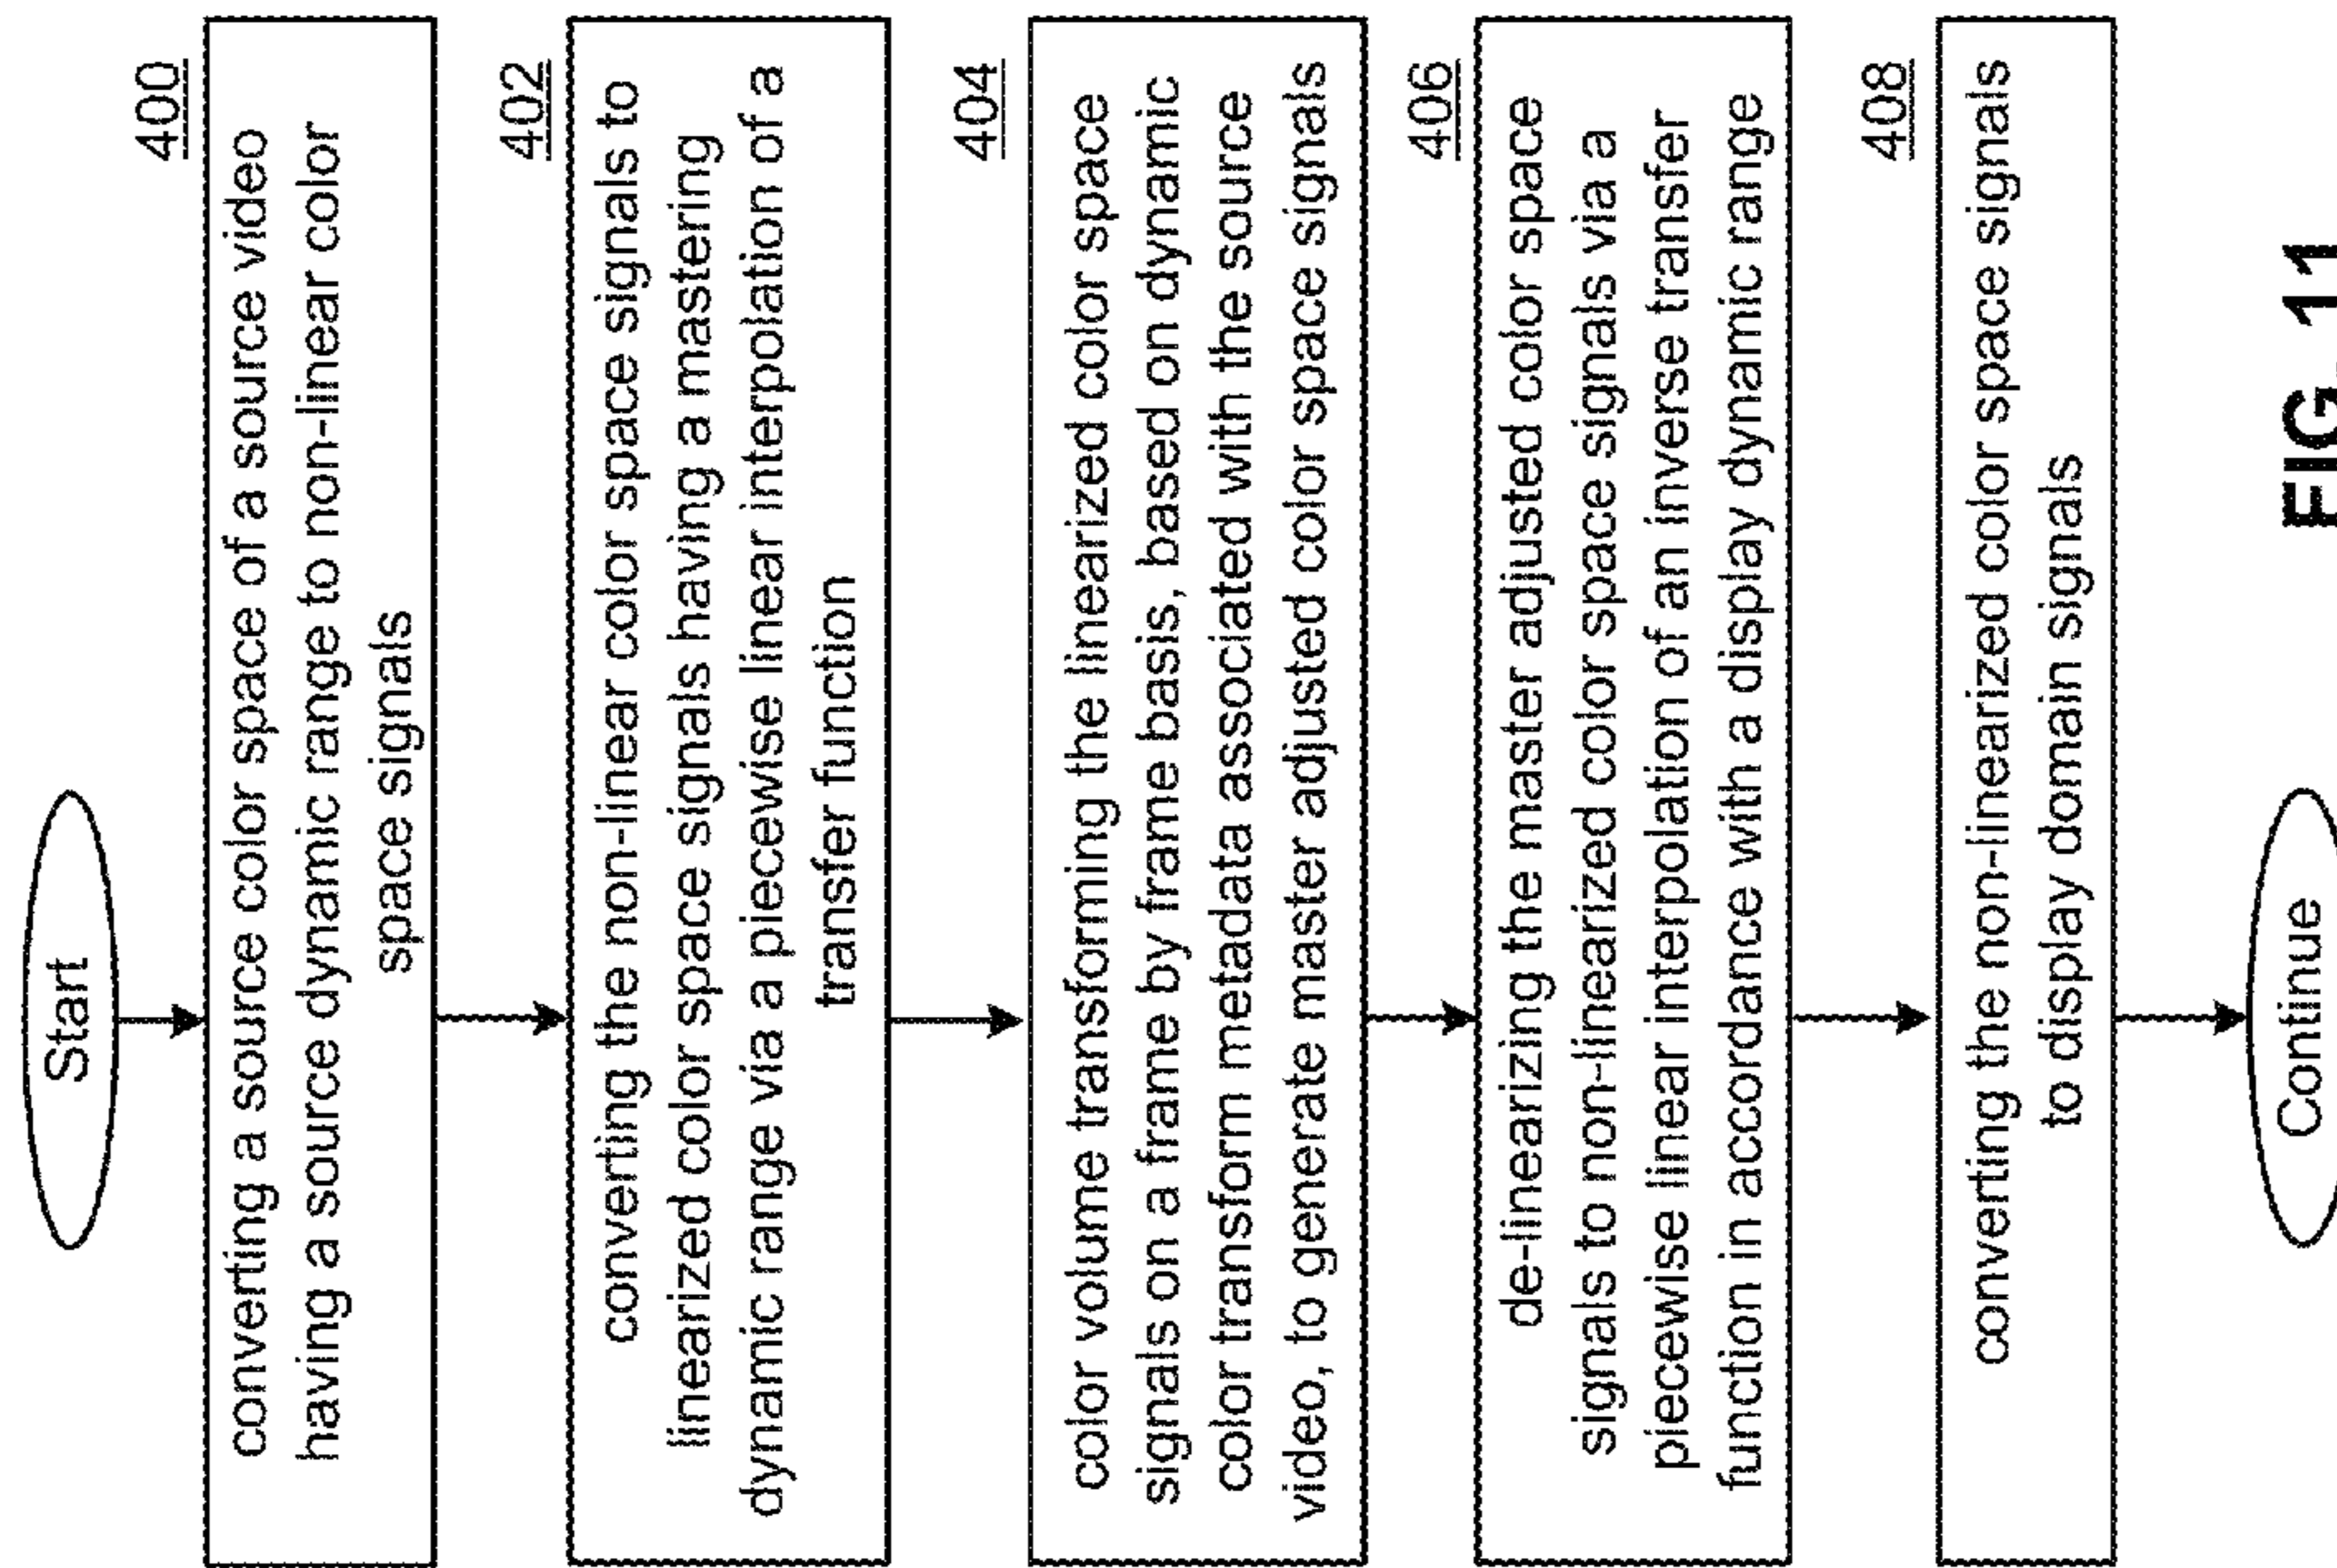 Start
400
converting a source color space of a source video
having a source dynamic range to non-linear color
space signals
402
converting the non-linear color space signals to
linearized color space signals having a mastering
dynamic range via a piecewise linear interpolation of a
transfer function
404
color volume transforming the linearized color space
signals on a frame by frame basis, based on dynamic
color transform metadata associated with the source
video, to generate master adjusted color space signals
406
de-linearizing the master adjusted color space
signals to non-linearized color space signals via a
piecewise linear interpolation of an inverse transfer
function in accordance with a display dynamic range
408
converting the non-linearized color space signals
to display domain signals
Continue
FIG. 11